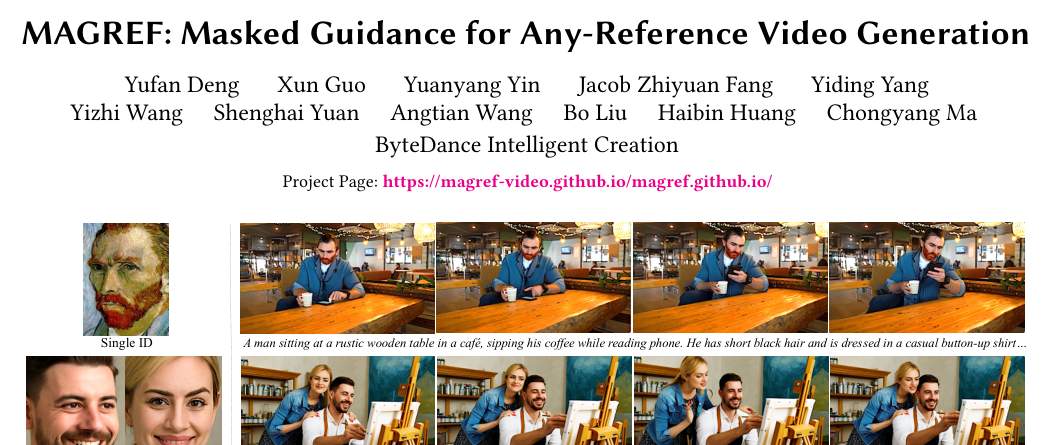 MAGREF: Masked Guidance for Any-Reference Video Generation
Yufan Deng Xun Guo Yuanyang Yin Jacob Zhiyuan Fang Yiding Yang
Yizhi Wang Shenghai Yuan Angtian Wang Bo Liu Haibin Huang Chongyang Ma
ByteDance Intelligent Creation
Project Page: https://magref-video.github.io/magref.github.io/
Single ID
A man sitting at a rustic wooden table in a café, sipping his coffee while reading phone. He has short black hair and is dressed in a casual button-up shirt…